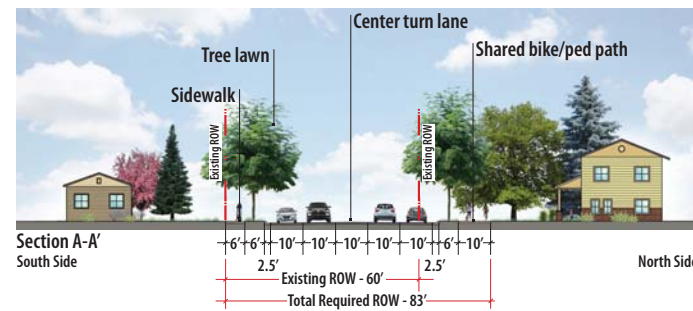 Center turn lane
Tree lawn
Shared bike/ped path
Sidewalk
Existing ROW
Existing ROW
Section A-A’
6’ 6’ 10’ 10’ 10’ 10’ 10’ 6’ 10’
South Side
2.5’ 2.5’
North Side
Existing ROW - 60’
Total Required ROW - 83’